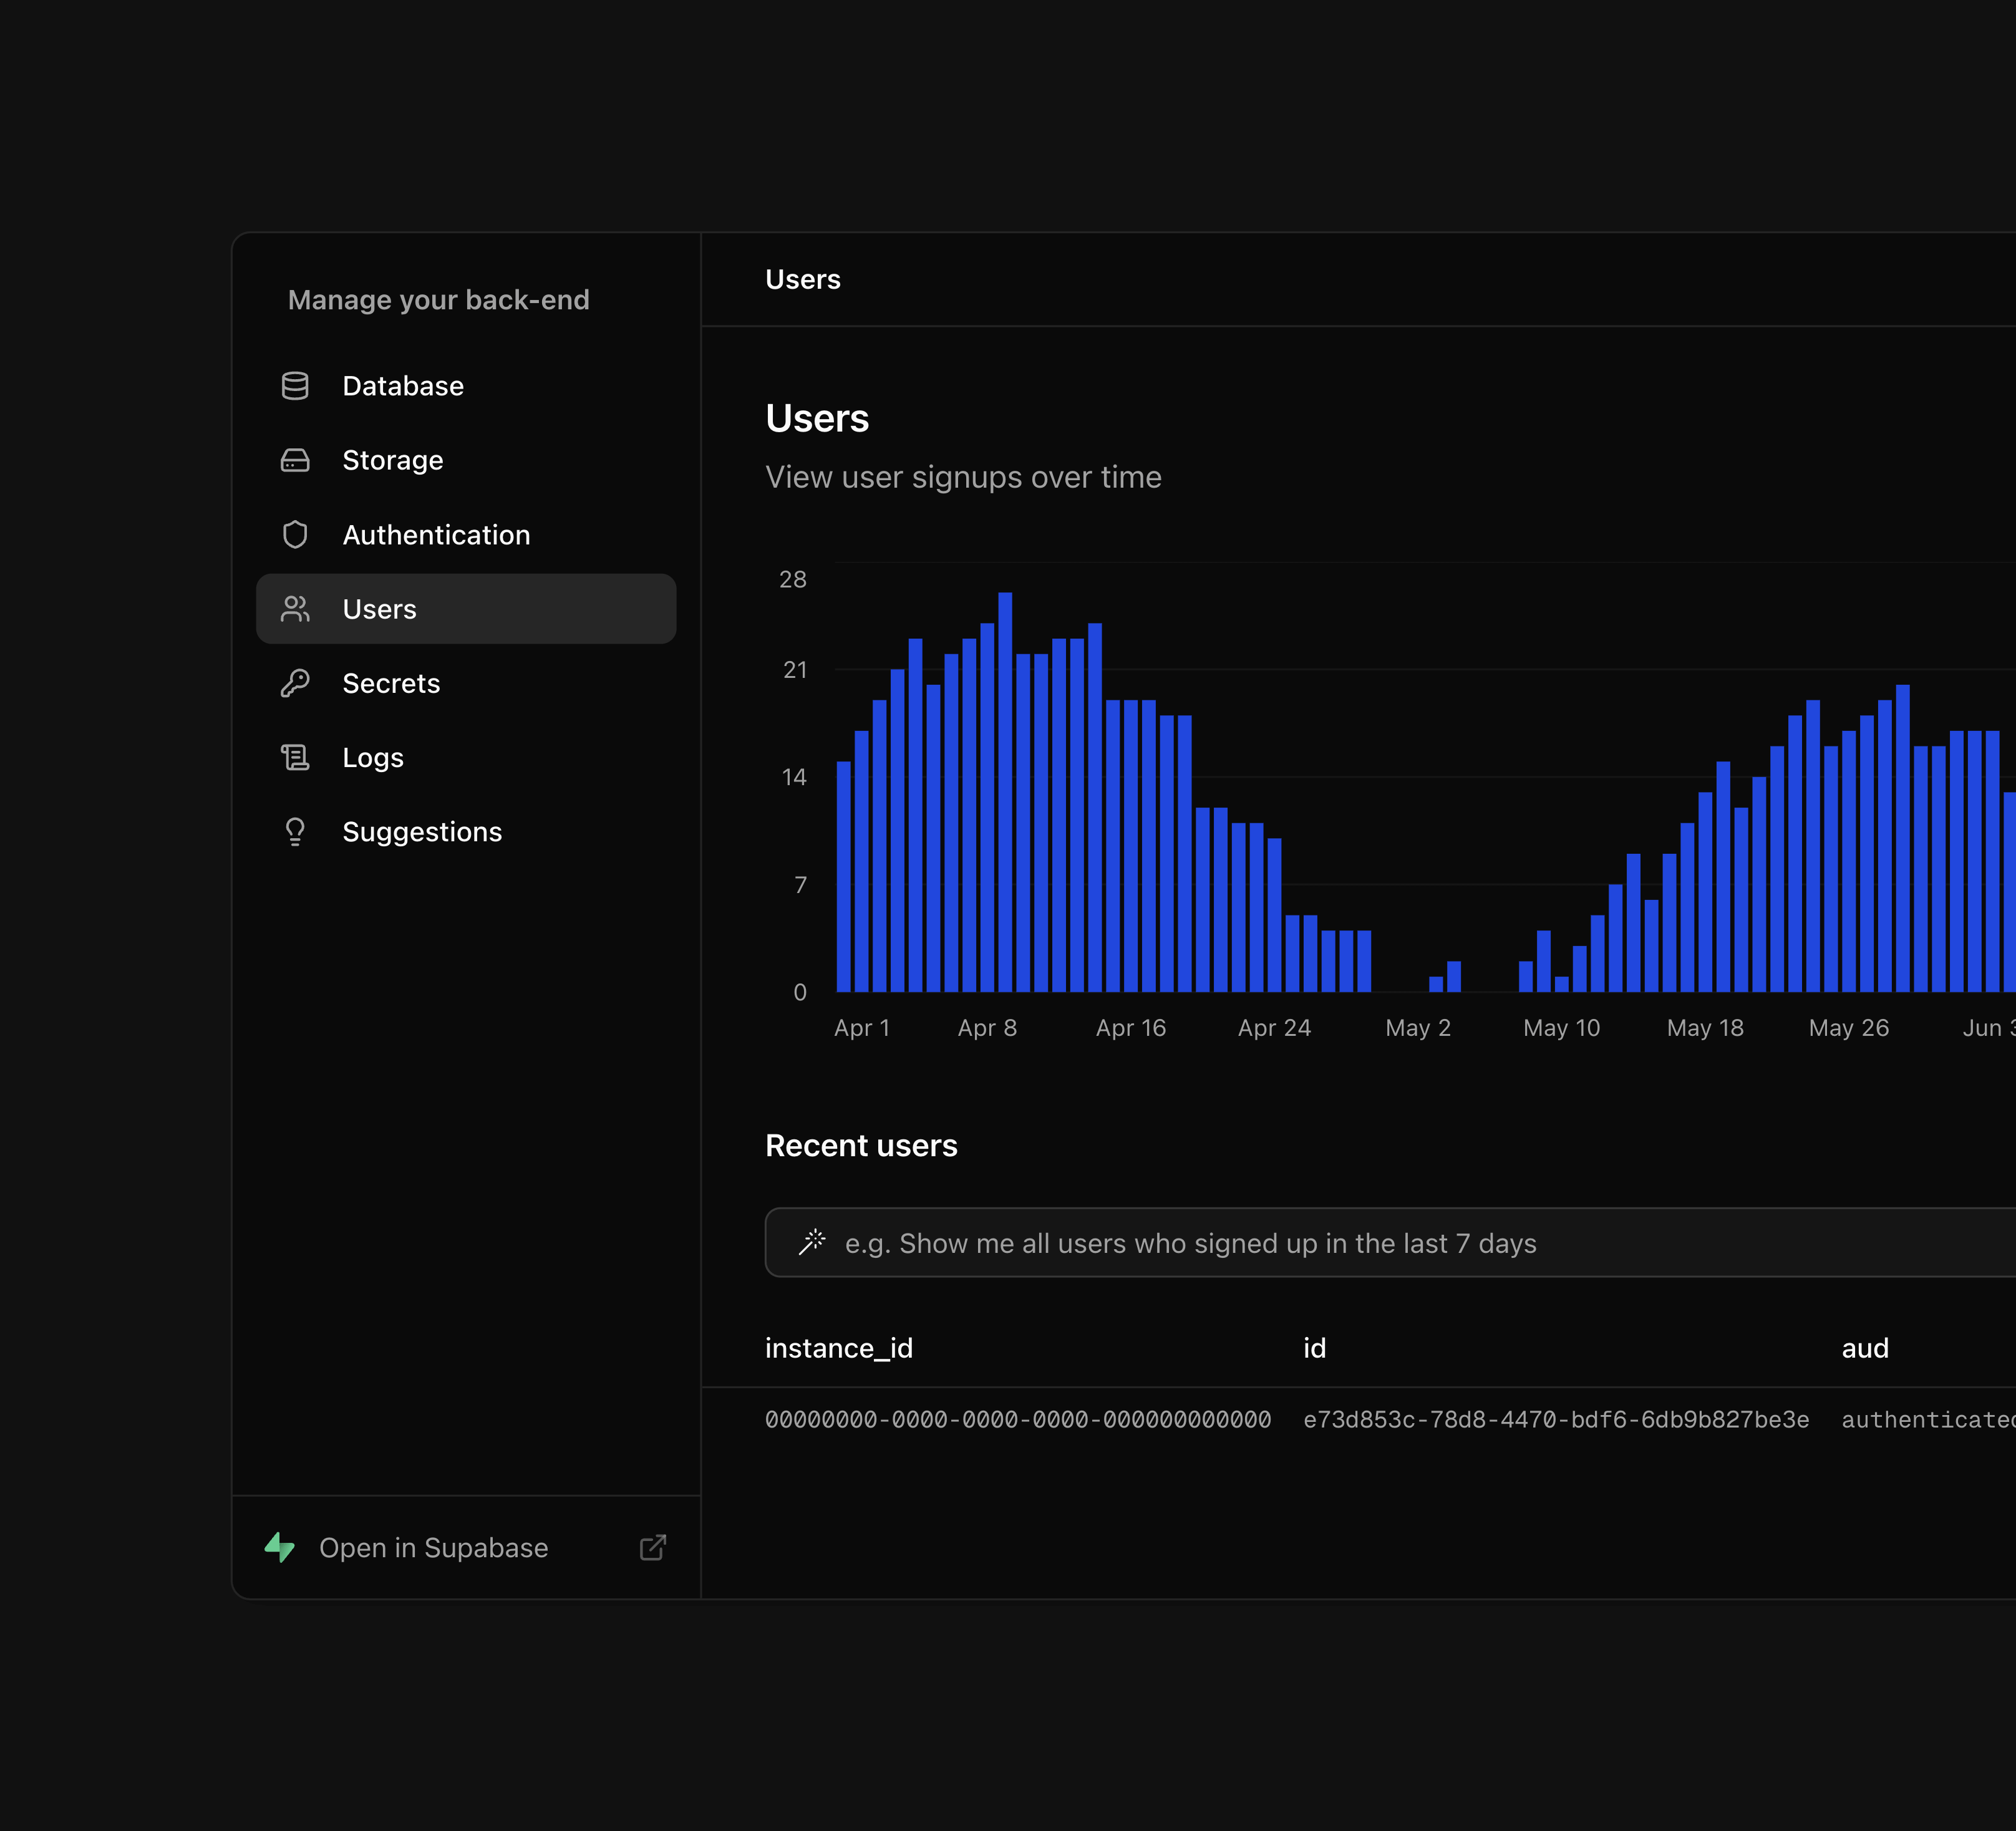 Manage your back-end
Database
Storage
Authentication
Users
Secrets
Logs
Suggestions
Open in Supabase
Users
Users
View user signups over time
28
21
14
7
0
Apr 1 Apr 8 Apr 16 Apr 24 May 2 May 10 May 18 May 26 Jun
Recent users
e.g. Show me all users who signed up in the last 7 days
instance_id id aud
00000000-0000-0000-0000-000000000000 e73d853c-78d8-4470-bdf6-6db9b827be3e authenticated